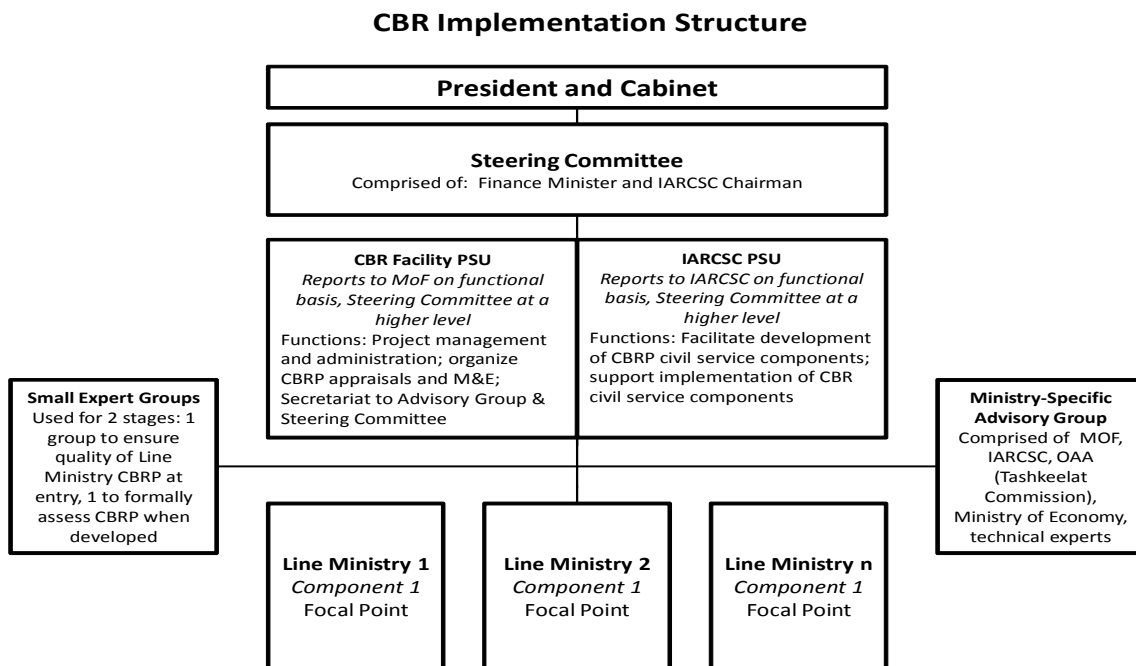 CBR Implementation Structure
President and Cabinet
Steering Committee
Comprised of: Finance Minister and IARCSC Chairman
CBR Facility PSU
Reports to MoF on functional
basis, Steering Committee at a
higher level
Functions: Project management
and administration; organize
CBRP appraisals and M&E;
Secretariat to Advisory Group &
Steering Committee
IARCSC PSU
Reports to IARCSC on functional
basis, Steering Committee at a
higher level
Functions: Facilitate development
of CBRP civil service components;
support implementation of CBR
civil service components
Small Expert Groups
Used for 2 stages: 1
group to ensure
quality of Line
Ministry CBRP at
entry, 1 to formally
assess CBRP when
developed
Ministry-Specific
Advisory Group
Comprised of MOF,
IARCSC, OAA
(Tashkeelat
Commission),
Ministry of Economy,
technical experts
Line Ministry 1
Component 1
Focal Point
Line Ministry 2
Component 1
Focal Point
Line Ministry n
Component 1
Focal Point